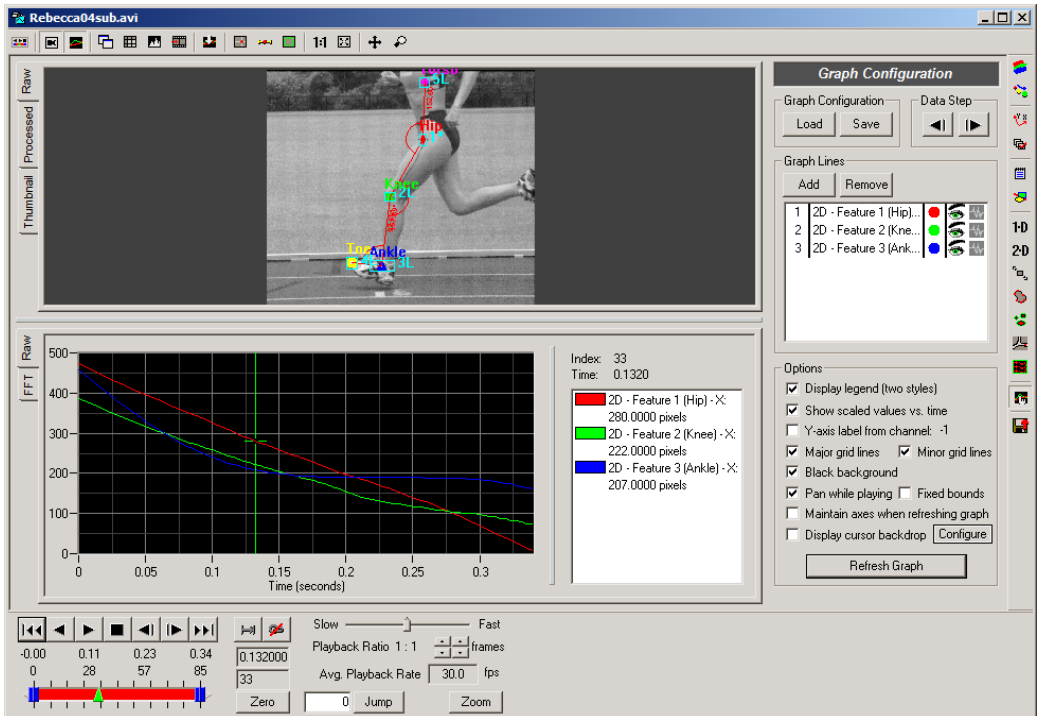 Rebecca04sub.avi
1:1
Raw
Processed
Thumbnail
5L
Hip
Knee
2L
Toe
Ankle
3L
Graph Configuration
Graph Configuration
Load
Save
Data Step
Graph Lines
Add
Remove
1 2D - Feature 1 (Hip)...
2 2D - Feature 2 (Kne...
3 2D - Feature 3 (Ank...
1-D
2-D
Raw
FFT
500
400
300
200
100
0
0 0.05 0.1 0.15 0.2 0.25 0.3
Time (seconds)
Index: 33
Time: 0.1320
2D - Feature 1 (Hip) - X:
280.0000 pixels
2D - Feature 2 (Knee) - X:
222.0000 pixels
2D - Feature 3 (Ankle) - X:
207.0000 pixels
Options
Display legend (two styles)
Show scaled values vs. time
Y-axis label from channel: -1
Major grid lines Minor grid lines
Black background
Pan while playing Fixed bounds
Maintain axes when refreshing graph
Display cursor backdrop Configure
Refresh Graph
-0.00 0.11 0.23 0.34
0 28 57 85
0.132000
33
Zero
Slow Fast
Playback Ratio 1 : 1 frames
Avg. Playback Rate 30.0 fps
0 Jump Zoom